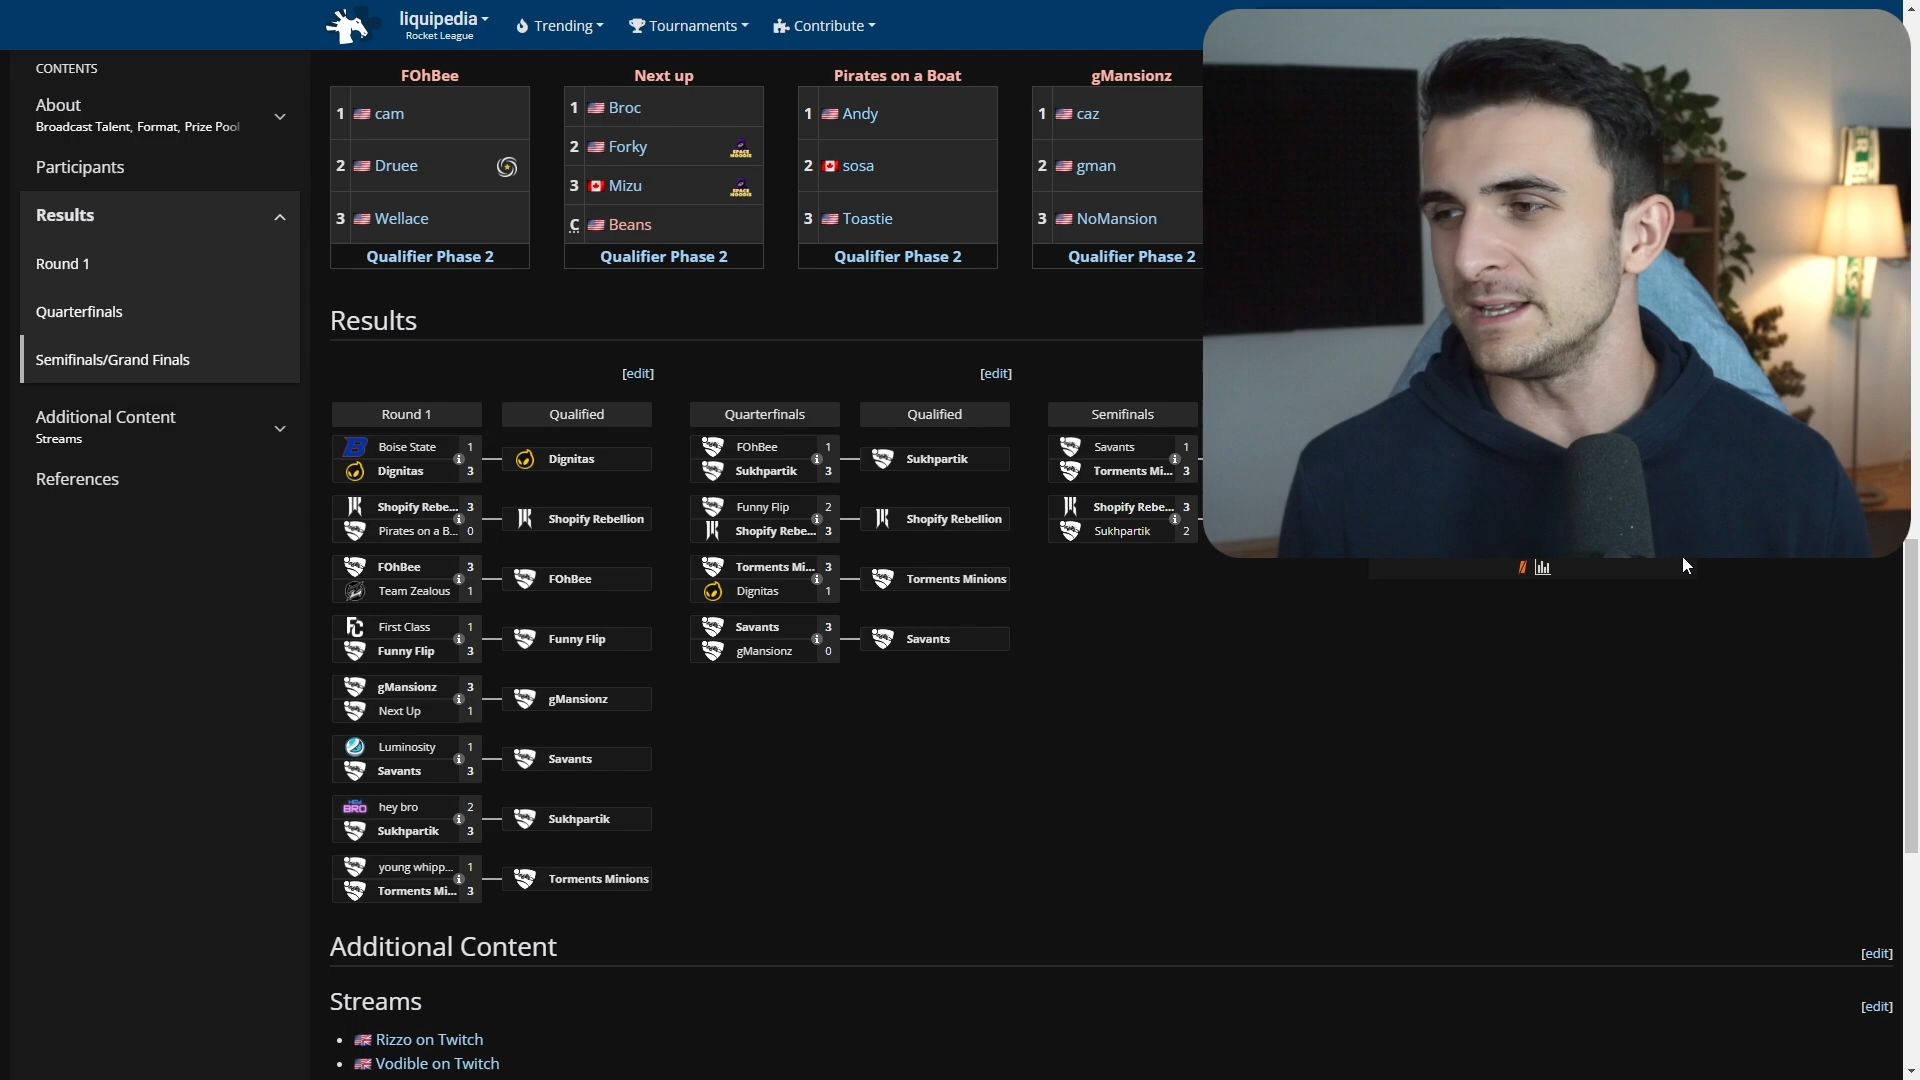 liquipedia
Rocket League
Trending
Tournaments
Contribute
CONTENTS
About
Broadcast Talent, Format, Prize Pool
Participants
Results
Round 1
Quarterfinals
Semifinals/Grand Finals
Additional Content
Streams
References
FOhBee
1 cam
2 Druee
3 Wellace
Qualifier Phase 2
Next up
1 Broc
2 Forky
3 Mizu
C Beans
Qualifier Phase 2
Pirates on a Boat
1 Andy
2 sosa
3 Toastie
Qualifier Phase 2
gMansionz
1 caz
2 gman
3 NoMansion
Qualifier Phase 2
Results
[edit]
[edit]
Round 1
Qualified
Boise State 1
Dignitas 3
Dignitas
Shopify Rebe... 3
Pirates on a B... 0
Shopify Rebellion
FOhBee 3
Team Zealous 1
FOhBee
First Class 1
Funny Flip 3
Funny Flip
gMansionz 3
Next Up 1
gMansionz
Luminosity 1
Savants 3
Savants
hey bro 2
Sukhpartik 3
Sukhpartik
young whipp... 1
Torments Mi... 3
Torments Minions
Quarterfinals
Qualified
FOhBee 1
Sukhpartik 3
Sukhpartik
Funny Flip 2
Shopify Rebe... 3
Shopify Rebellion
Torments Mi... 3
Dignitas 1
Torments Minions
Savants 3
gMansionz 0
Savants
Semifinals
Savants 1
Torments Mi... 3
Shopify Rebe... 3
Sukhpartik 2
Additional Content
[edit]
Streams
[edit]
Rizzo on Twitch
Vodible on Twitch